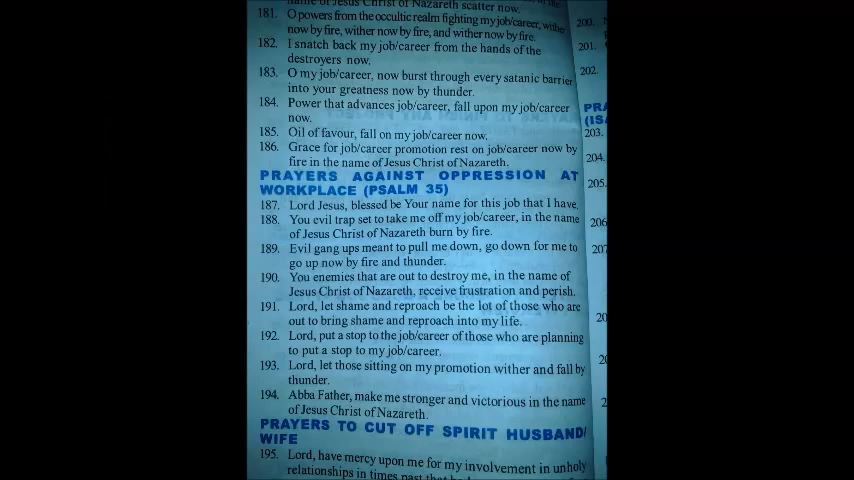 name of Jesus Christ of Nazareth scatter now.
181. O powers from the occultic realm fighting my job/career, wither
now by fire, wither now by fire, and wither now by fire.
182. I snatch back my job/career from the hands of the
destroyers now.
183. O my job/career, now burst through every satanic barrier
into your greatness now by thunder.
184. Power that advances job/career, fall upon my job/career
now.
185. Oil of favour, fall on my job/career now.
186. Grace for job/career promotion rest on job/career now by
fire in the name of Jesus Christ of Nazareth.
PRAYERS AGAINST OPPRESSION AT
WORKPLACE (PSALM 35)
187. Lord Jesus, blessed be Your name for this job that I have.
188. You evil trap set to take me off my job/career, in the name
of Jesus Christ of Nazareth burn by fire.
189. Evil gang ups meant to pull me down, go down for me to
go up now by fire and thunder.
190. You enemies that are out to destroy me, in the name of
Jesus Christ of Nazareth, receive frustration and perish.
191. Lord, let shame and reproach be the lot of those who are
out to bring shame and reproach into my life.
192. Lord, put a stop to the job/career of those who are planning
to put a stop to my job/career.
193. Lord, let those sitting on my promotion wither and fall by
thunder.
194. Abba Father, make me stronger and victorious in the name
of Jesus Christ of Nazareth.
PRAYERS TO CUT OFF SPIRIT HUSBAND/
WIFE
195. Lord, have mercy upon me for my involvement in unholy
relationships in times past that
200.
201.
202.
PRA
(ISA
203.
204.
205.
206
207
20
20
2